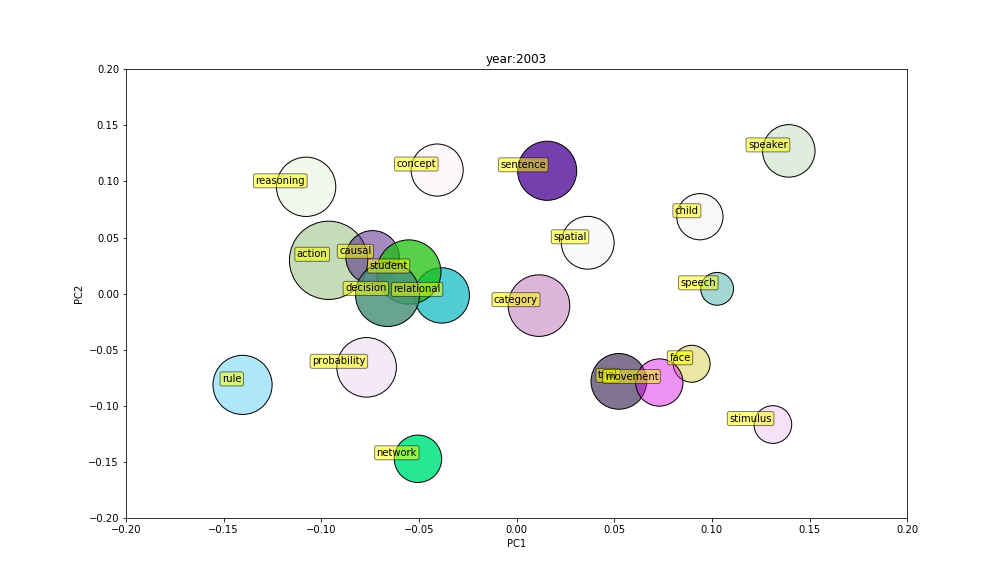 year:2003
PC2
0.20
0.15
0.10
0.05
0.00
−0.05
−0.10
−0.15
−0.20
speaker
concept
sentence
reasoning
child
spatial
causal
action
student
speech
decision
relational
category
face
probability
movement
rule
stimulus
network
−0.20 −0.15 −0.10 −0.05 0.00 0.05 0.10 0.15 0.20
PC1